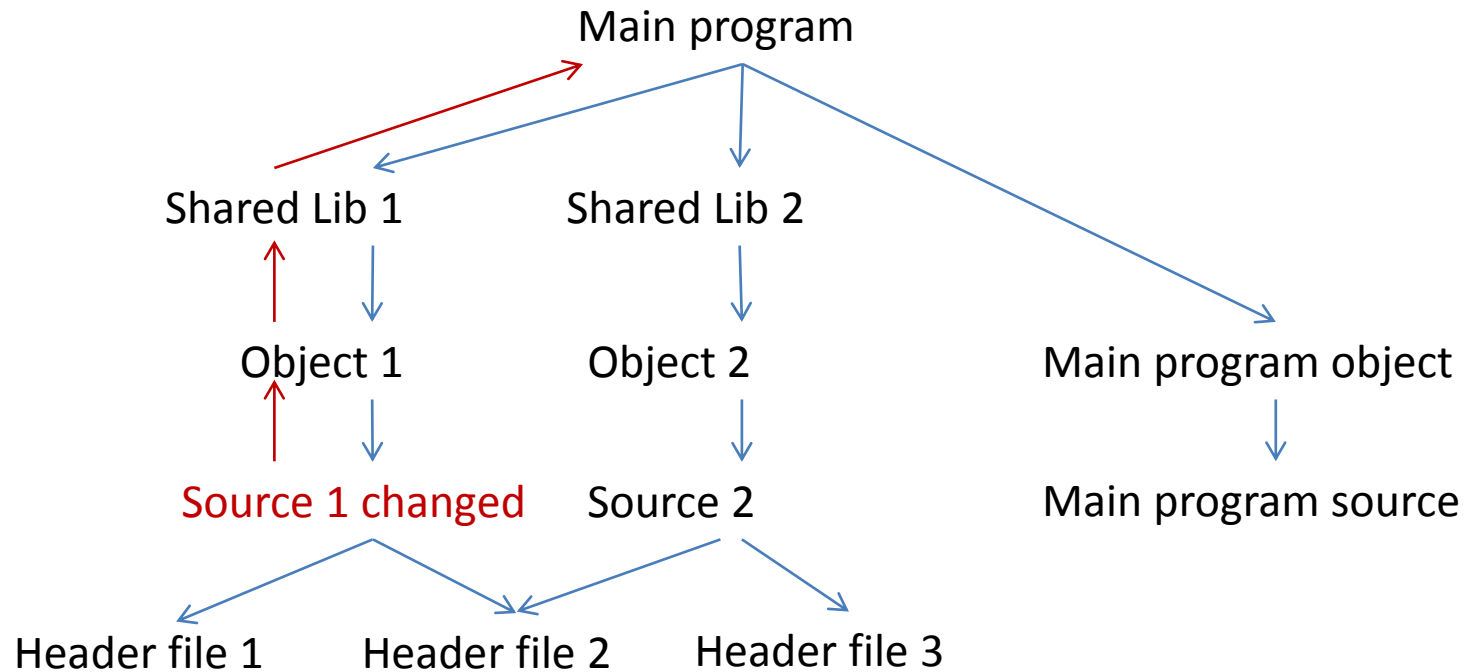 Main program
Shared Lib 1
Shared Lib 2
Object 1
Object 2
Main program object
Source 1 changed
Source 2
Main program source
Header file 1
Header file 2
Header file 3